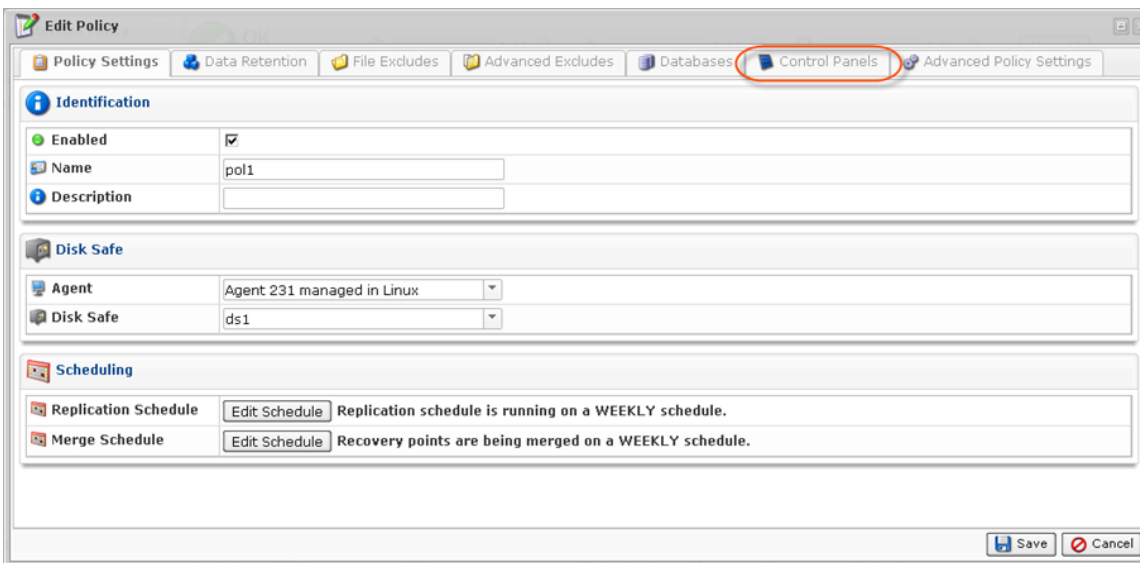 Edit Policy
OK
Policy Settings Data Retention File Excludes Advanced Excludes Databases Control Panels Advanced Policy Settings
Identification
Enabled
Name pol1
Description
Disk Safe
Agent Agent 231 managed in Linux
Disk Safe ds1
Scheduling
Replication Schedule Edit Schedule Replication schedule is running on a WEEKLY schedule.
Merge Schedule Edit Schedule Recovery points are being merged on a WEEKLY schedule.
Save Cancel